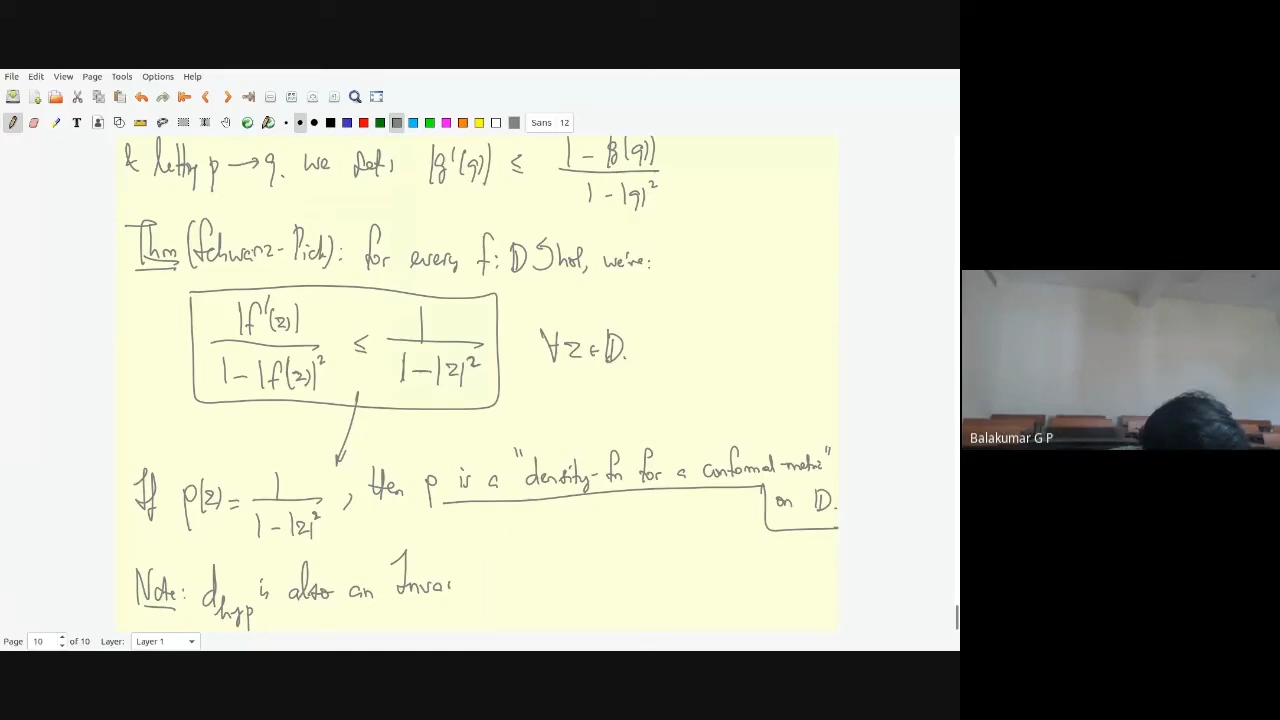 File Edit View Page Tools Options Help
Sans 12
& letting p → q, we get, |g'(q)| ≤ (1 - |g(q)|) / (1 - |q|²)
Thm (Schwarz-Pick): for every f: D ↺ hol, we've:
|f'(z)| / (1 - |f(z)|²) ≤ 1 / (1 - |z|²) ∀ z ∈ D.
If ρ(z) = 1 / (1 - |z|²), then ρ is a "density-fn for a conformal-metric"
on D.
Note: d_hyp is also an Inva
Page 10 of 10 Layer: Layer 1
Balakumar G P